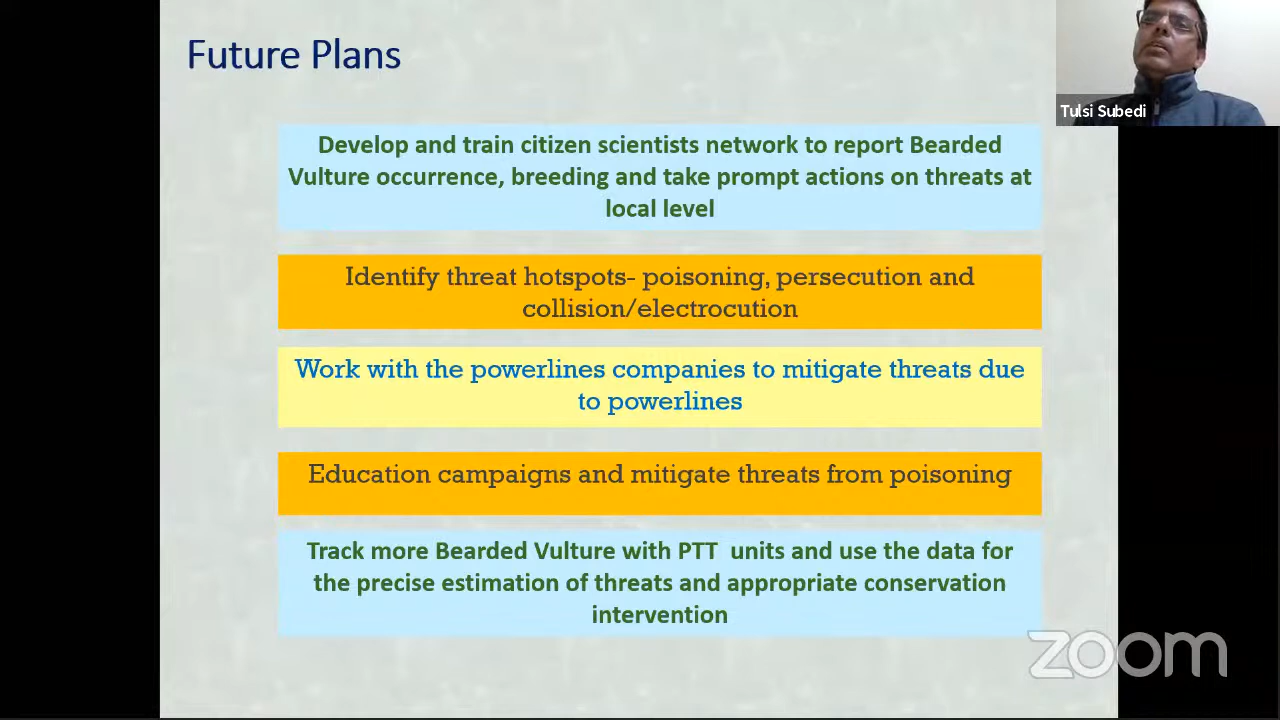 Future Plans
Tulsi Subedi
Develop and train citizen scientists network to report Bearded
Vulture occurrence, breeding and take prompt actions on threats at
local level
Identify threat hotspots- poisoning, persecution and
collision/electrocution
Work with the powerlines companies to mitigate threats due
to powerlines
Education campaigns and mitigate threats from poisoning
Track more Bearded Vulture with PTT  units and use the data for
the precise estimation of threats and appropriate conservation
intervention
zoom